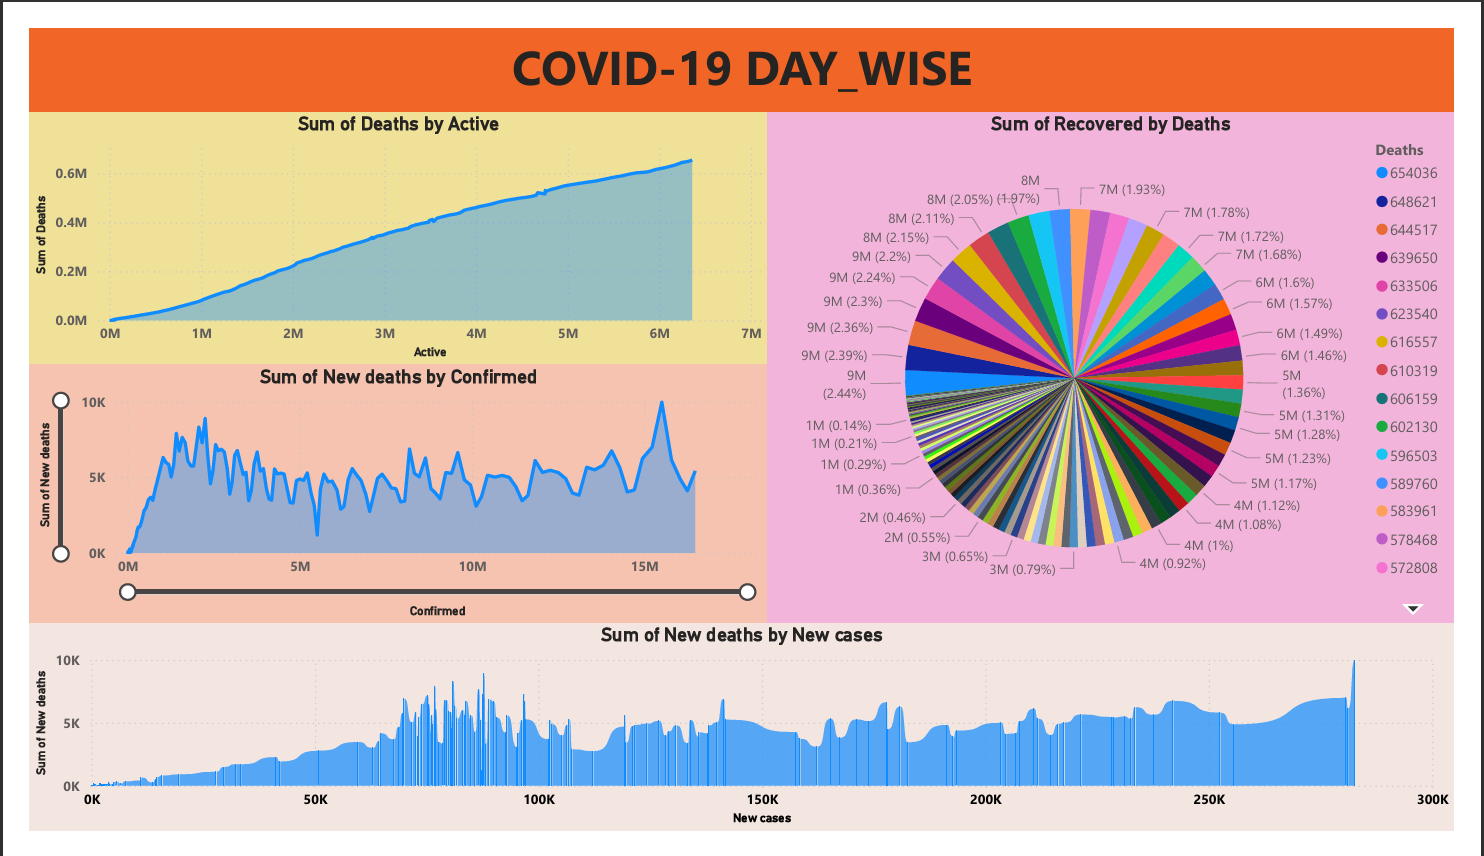 COVID-19 DAY_WISE
Sum of Deaths by Active
Sum of Deaths
0.6M
0.4M
0.2M
0.0M
0M 1M 2M 3M 4M 5M 6M 7M
Active
Sum of New deaths by Confirmed
Sum of New deaths
10K
5K
0K
0M 5M 10M 15M
Confirmed
Sum of Recovered by Deaths
7M (1.93%)
7M (1.78%)
7M (1.72%)
7M (1.68%)
6M (1.6%)
6M (1.57%)
6M (1.49%)
6M (1.46%)
5M
(1.36%)
5M (1.31%)
5M (1.28%)
5M (1.23%)
5M (1.17%)
4M (1.12%)
4M (1.08%)
4M (1%)
4M (0.92%)
3M (0.79%)
3M (0.65%)
2M (0.55%)
2M (0.46%)
1M (0.36%)
1M (0.29%)
1M (0.21%)
1M (0.14%)
9M
(2.44%)
9M (2.39%)
9M (2.36%)
9M (2.3%)
9M (2.24%)
9M (2.2%)
8M (2.15%)
8M (2.11%)
8M (2.05%)
8M
(1.97%)
Deaths
654036
648621
644517
639650
633506
623540
616557
610319
606159
602130
596503
589760
583961
578468
572808
Sum of New deaths by New cases
Sum of New deaths
10K
5K
0K
0K 50K 100K 150K 200K 250K 300K
New cases